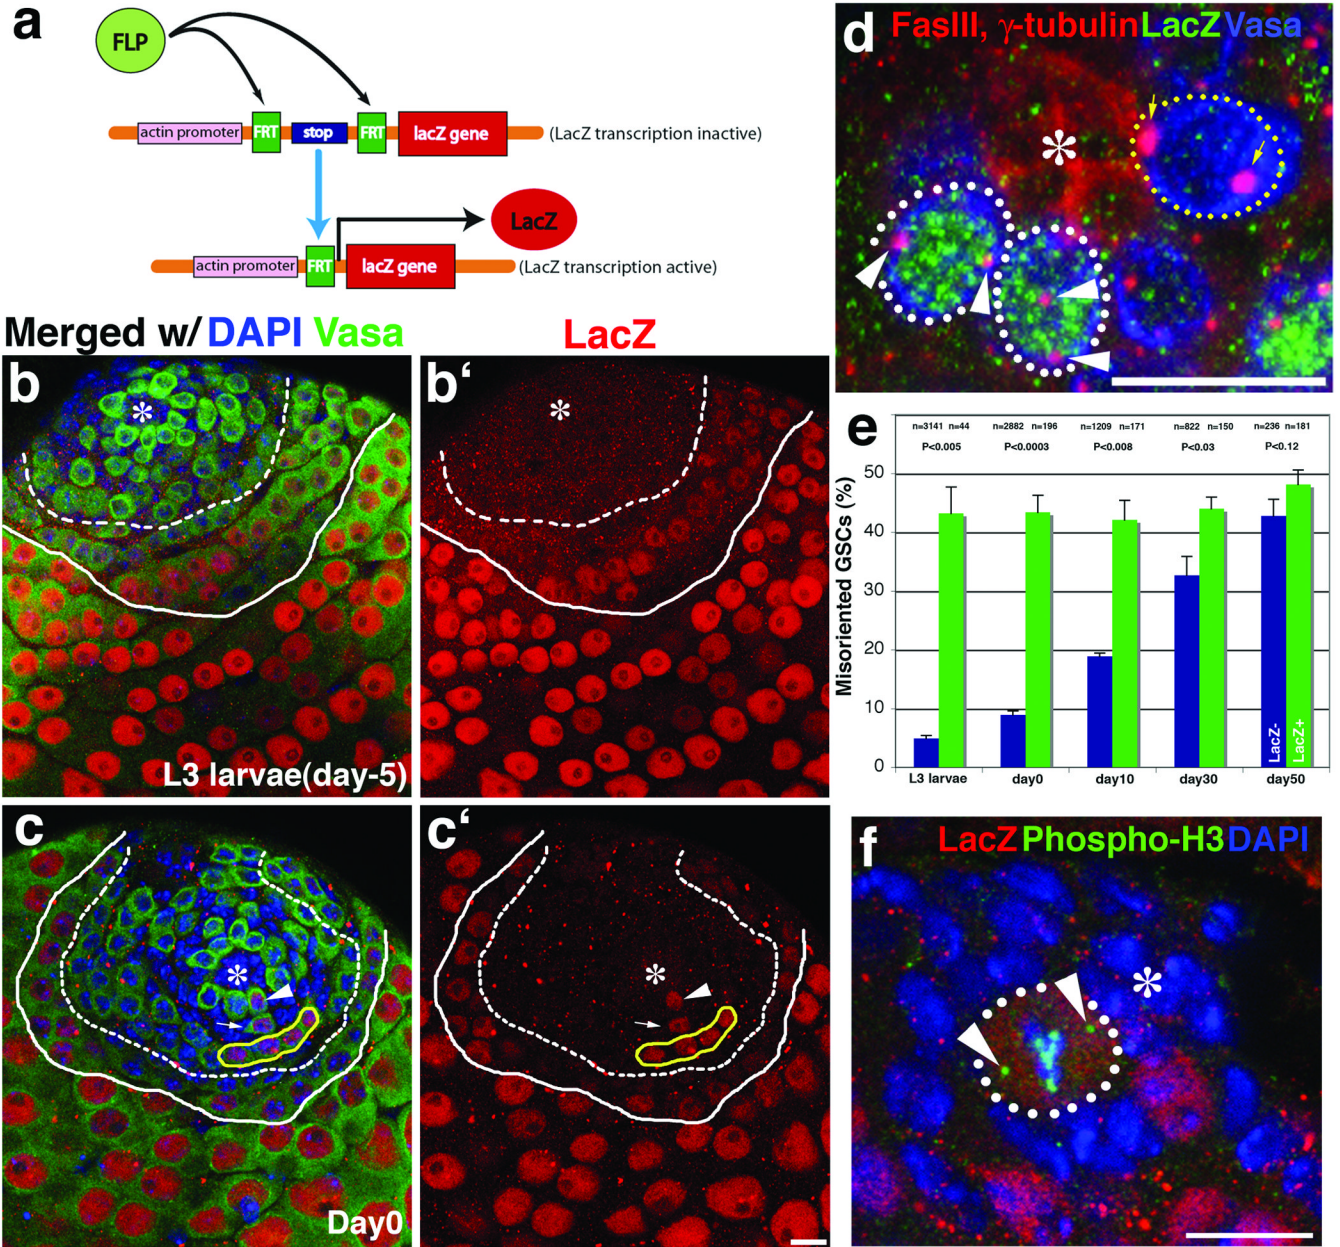 a
FLP
actin promoter FRT stop FRT lacZ gene (LacZ transcription inactive)
LacZ
actin promoter FRT lacZ gene (LacZ transcription active)
Merged w/ DAPI Vasa
LacZ
b
*
L3 larvae(day-5)
b'
*
c
*
Day0
c'
*
d
FasIII, γ-tubulin LacZ Vasa
*
e
n=3141 n=44 n=2882 n=196 n=1209 n=171 n=822 n=150 n=236 n=181
P<0.005 P<0.0003 P<0.008 P<0.03 P<0.12
Misoriented GSCs (%)
50
40
30
20
10
0
LacZ-
LacZ+
L3 larvae day0 day10 day30 day50
f
LacZ Phospho-H3 DAPI
*